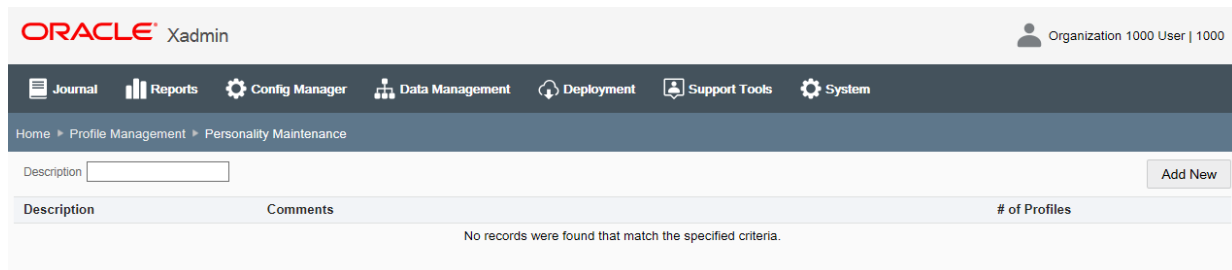 ORACLE® Xadmin
Organization 1000 User | 1000
Journal Reports Config Manager Data Management Deployment Support Tools System
Home ▸ Profile Management ▸ Personality Maintenance
Description
Add New
Description Comments # of Profiles
No records were found that match the specified criteria.